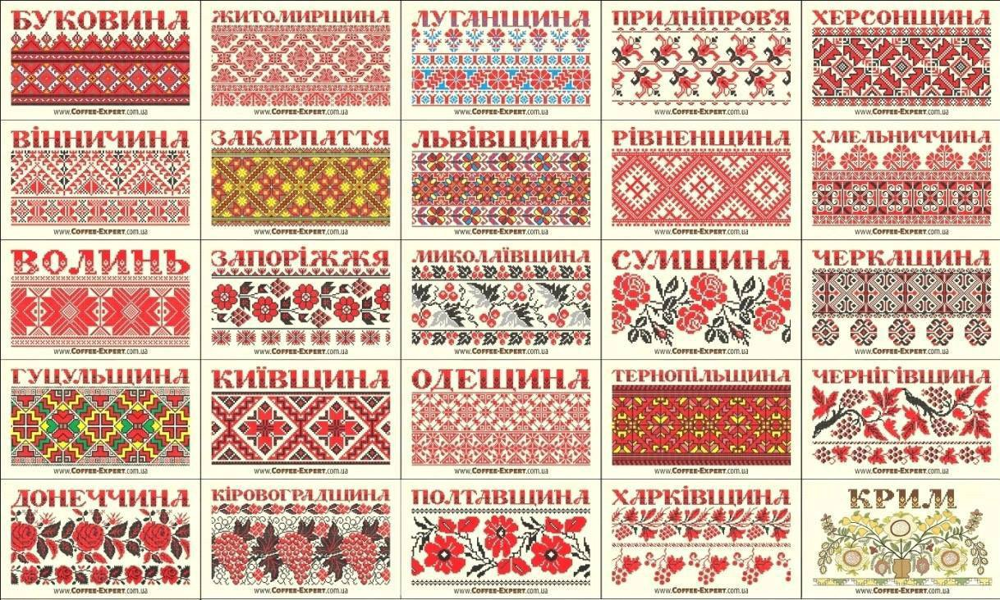 БУКОВИНА
www.COFFEE-EXPERT.com.ua
ЖИТОМИРЩИНА
www.COFFEE-EXPERT.com.ua
ЛУГАНЩИНА
www.COFFEE-EXPERT.com.ua
ПРИДНІПРОВ'Я
www.COFFEE-EXPERT.com.ua
ХЕРСОНЩИНА
www.COFFEE-EXPERT.com.ua
ВІННИЧИНА
www.COFFEE-EXPERT.com.ua
ЗАКАРПАТТЯ
www.COFFEE-EXPERT.com.ua
ЛЬВІВЩИНА
www.COFFEE-EXPERT.com.ua
РІВНЕНЩИНА
www.COFFEE-EXPERT.com.ua
ХМЕЛЬНИЧЧИНА
www.COFFEE-EXPERT.com.ua
ВОЛИНЬ
www.COFFEE-EXPERT.com.ua
ЗАПОРІЖЖЯ
www.COFFEE-EXPERT.com.ua
МИКОЛАЇВЩИНА
www.COFFEE-EXPERT.com.ua
СУМЩИНА
www.COFFEE-EXPERT.com.ua
ЧЕРКАЩИНА
www.COFFEE-EXPERT.com.ua
ГУЦУЛЬЩИНА
www.COFFEE-EXPERT.com.ua
КИЇВЩИНА
www.COFFEE-EXPERT.com.ua
ОДЕЩИНА
www.COFFEE-EXPERT.com.ua
ТЕРНОПІЛЬЩИНА
www.COFFEE-EXPERT.com.ua
ЧЕРНІГІВЩИНА
www.COFFEE-EXPERT.com.ua
ДОНЕЧЧИНА
www.COFFEE-EXPERT.com.ua
КІРОВОГРАДЩИНА
www.COFFEE-EXPERT.com.ua
ПОЛТАВЩИНА
www.COFFEE-EXPERT.com.ua
ХАРКІВЩИНА
www.COFFEE-EXPERT.com.ua
КРИМ
www.COFFEE-EXPERT.com.ua